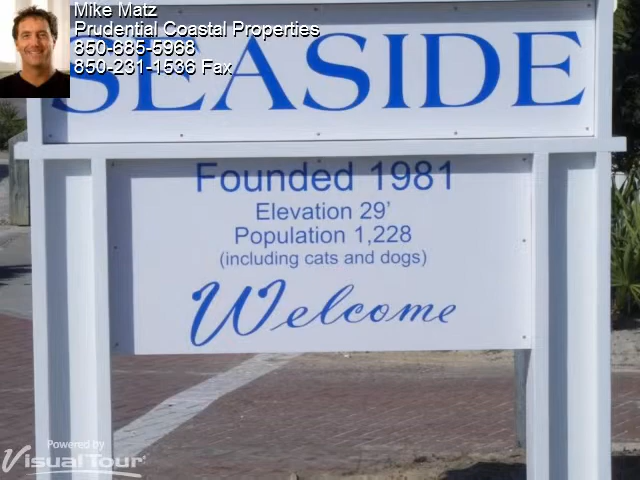 Mike Matz
Prudential Coastal Properties
850-685-5968
850-231-1536 Fax
SEASIDE
Founded 1981
Elevation 29'
Population 1,228
(including cats and dogs)
Welcome
Powered by
VISUALTOUR